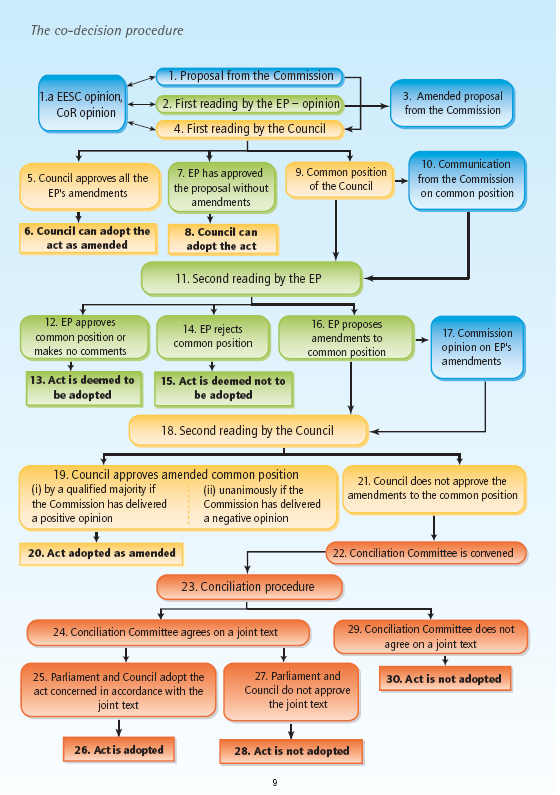 The co-decision procedure
1. Proposal from the Commission
1.a EESC opinion,
CoR opinion
2. First reading by the EP – opinion
3. Amended proposal
from the Commission
4. First reading by the Council
5. Council approves all the
EP's amendments
7. EP has approved
the proposal without
amendments
9. Common position
of the Council
10. Communication
from the Commission
on common position
6. Council can adopt the
act as amended
8. Council can
adopt the act
11. Second reading by the EP
12. EP approves
common position or
makes no comments
14. EP rejects
common position
16. EP proposes
amendments to
common position
17. Commission
opinion on EP's
amendments
13. Act is deemed to
be adopted
15. Act is deemed not to
be adopted
18. Second reading by the Council
19. Council approves amended common position
(i) by a qualified majority if
the Commission has delivered
a positive opinion
(ii) unanimously if the
Commission has delivered
a negative opinion
21. Council does not approve the
amendments to the common position
20. Act adopted as amended
22. Conciliation Committee is convened
23. Conciliation procedure
24. Conciliation Committee agrees on a joint text
29. Conciliation Committee does not
agree on a joint text
25. Parliament and Council adopt the
act concerned in accordance with the
joint text
27. Parliament and
Council do not approve
the joint text
30. Act is not adopted
26. Act is adopted
28. Act is not adopted
9